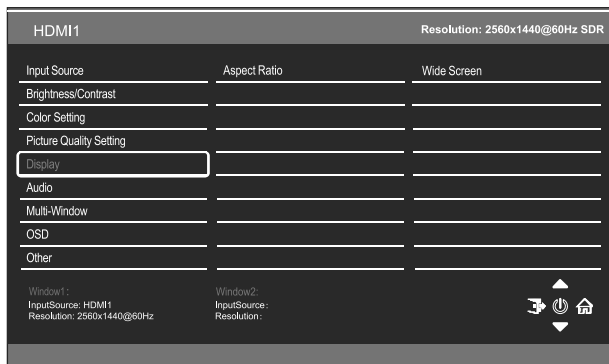 HDMI1 Resolution: 2560x1440@60Hz SDR
Input Source Aspect Ratio Wide Screen
Brightness/Contrast
Color Setting
Picture Quality Setting
Display
Audio
Multi-Window
OSD
Other
Window1: Window2:
InputSource: HDMI1 InputSource:
Resolution: 2560x1440@60Hz Resolution: